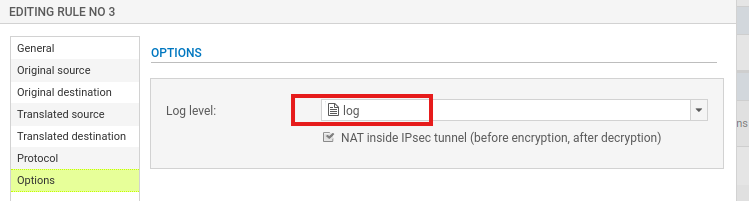 EDITING RULE NO 3
General
Original source
Original destination
Translated source
Translated destination
Protocol
Options
OPTIONS
Log level:
log
NAT inside IPsec tunnel (before encryption, after decryption)
ns